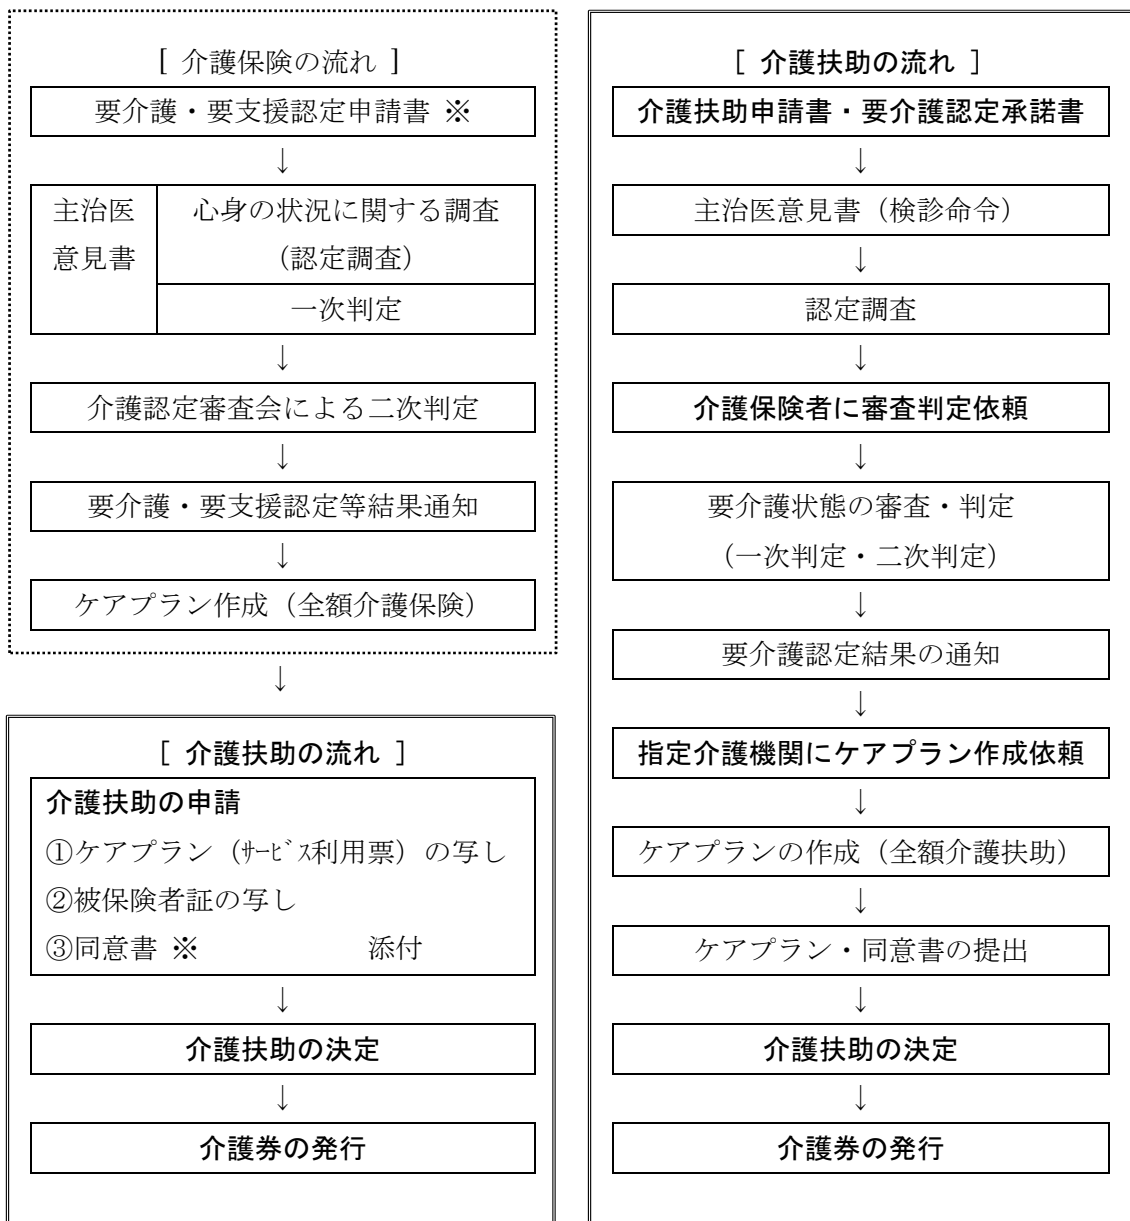 [ 介護保険の流れ ]
要介護・要支援認定申請書 ※
↓
主治医
意見書
心身の状況に関する調査
（認定調査）
一次判定
↓
介護認定審査会による二次判定
↓
要介護・要支援認定等結果通知
↓
ケアプラン作成（全額介護保険）
↓
[ 介護扶助の流れ ]
介護扶助の申請
①ケアプラン（ｻｰﾋﾞｽ利用票）の写し
②被保険者証の写し
③同意書 ※ 添付
↓
介護扶助の決定
↓
介護券の発行
[ 介護扶助の流れ ]
介護扶助申請書・要介護認定承諾書
↓
主治医意見書（検診命令）
↓
認定調査
↓
介護保険者に審査判定依頼
↓
要介護状態の審査・判定
（一次判定・二次判定）
↓
要介護認定結果の通知
↓
指定介護機関にケアプラン作成依頼
↓
ケアプランの作成（全額介護扶助）
↓
ケアプラン・同意書の提出
↓
介護扶助の決定
↓
介護券の発行